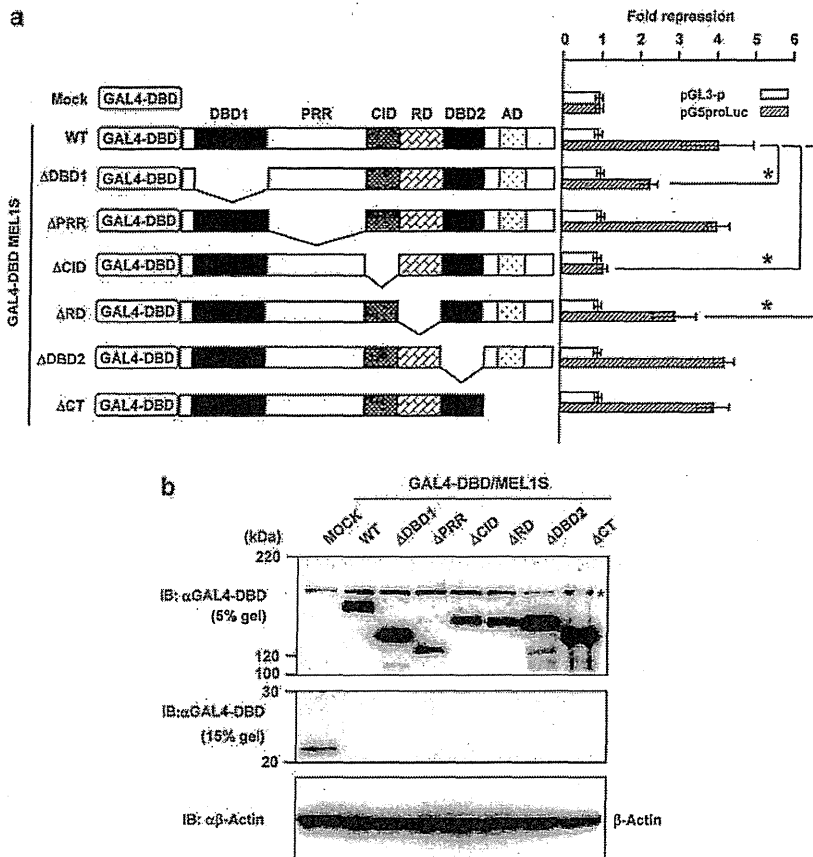 a
Fold repression
0 1 2 3 4 5 6
pGL3-p
pG5proLuc
DBD1 PRR CID RD DBD2 AD
GAL4-DBD MEL1S
Mock GAL4-DBD
WT GAL4-DBD
ΔDBD1 GAL4-DBD
*
ΔPRR GAL4-DBD
ΔCID GAL4-DBD
*
ΔRD GAL4-DBD
*
ΔDBD2 GAL4-DBD
ΔCT GAL4-DBD
b
GAL4-DBD/MEL1S
MOCK WT ΔDBD1 ΔPRR ΔCID ΔRD ΔDBD2 ΔCT
(kDa)
220
IB: αGAL4-DBD
(5% gel)
*
120
100
30
IB:αGAL4-DBD
(15% gel)
20
IB: αβ-Actin
β-Actin